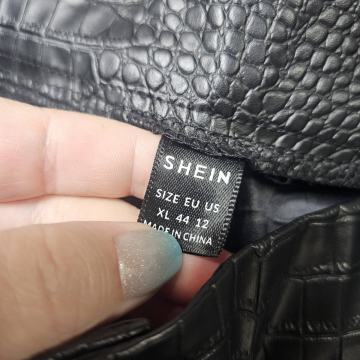 SHEIN
SIZE EU US
XL 44 12
MADE IN CHINA